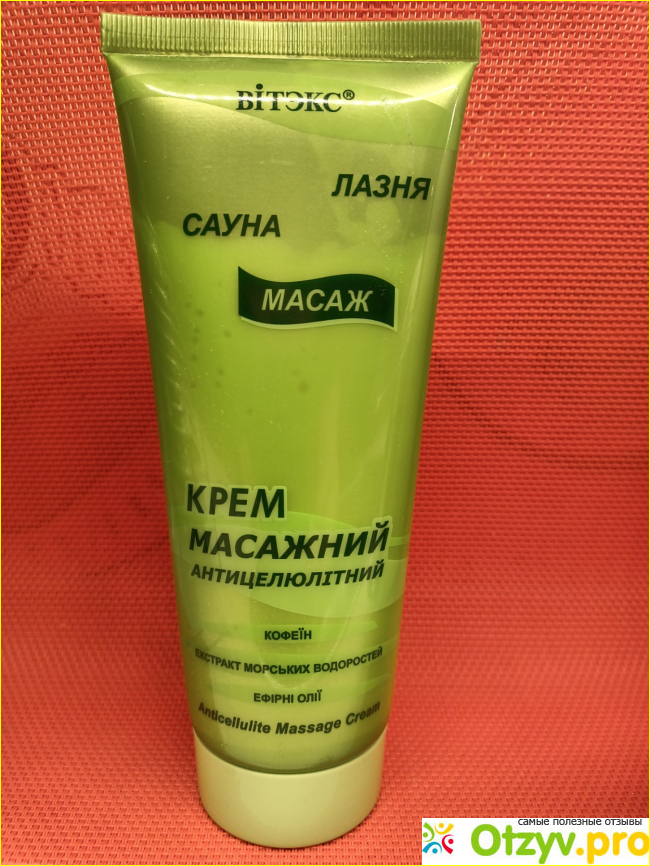 ВіТЭКС®
ЛАЗНЯ
САУНА
МАСАЖ
КРЕМ
МАСАЖНИЙ
АНТИЦЕЛЮЛІТНИЙ
КОФЕЇН
ЕКСТРАКТ МОРСЬКИХ ВОДОРОСТЕЙ
ЕФІРНІ ОЛІЇ
Anticellulite Massage Cream
самые полезные отзывы
Otzyv.pro